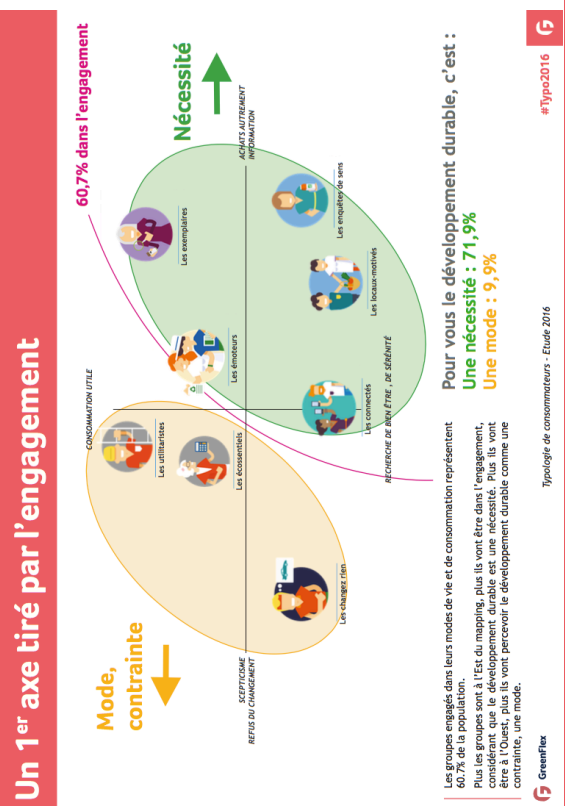 Un 1er axe tiré par l'engagement
60,7% dans l'engagement
Mode,
contrainte
CONSOMMATION UTILE
Nécessité
Les utilitaristes
Les écossentiels
Les émoteurs
Les exemplaires
SCEPTICISME
REFUS DU CHANGEMENT
ACHATS AUTREMENT
INFORMATION
Les changez rien
Les connectés
Les locaux-motivés
Les enquêtes de sens
RECHERCHE DE BIEN ÊTRE , DE SÉRÉNITÉ
Les groupes engagés dans leurs modes de vie et de consommation représentent
60.7% de la population.
Plus les groupes sont à l'Est du mapping, plus ils vont être dans l'engagement,
considérant que le développement durable est une nécessité. Plus ils vont
être à l'Ouest, plus ils vont percevoir le développement durable comme une
contrainte, une mode.
Pour vous le développement durable, c'est :
Une nécessité : 71,9%
Une mode : 9,9%
GreenFlex
Typologie de consommateurs - Etude 2016
#Typo2016